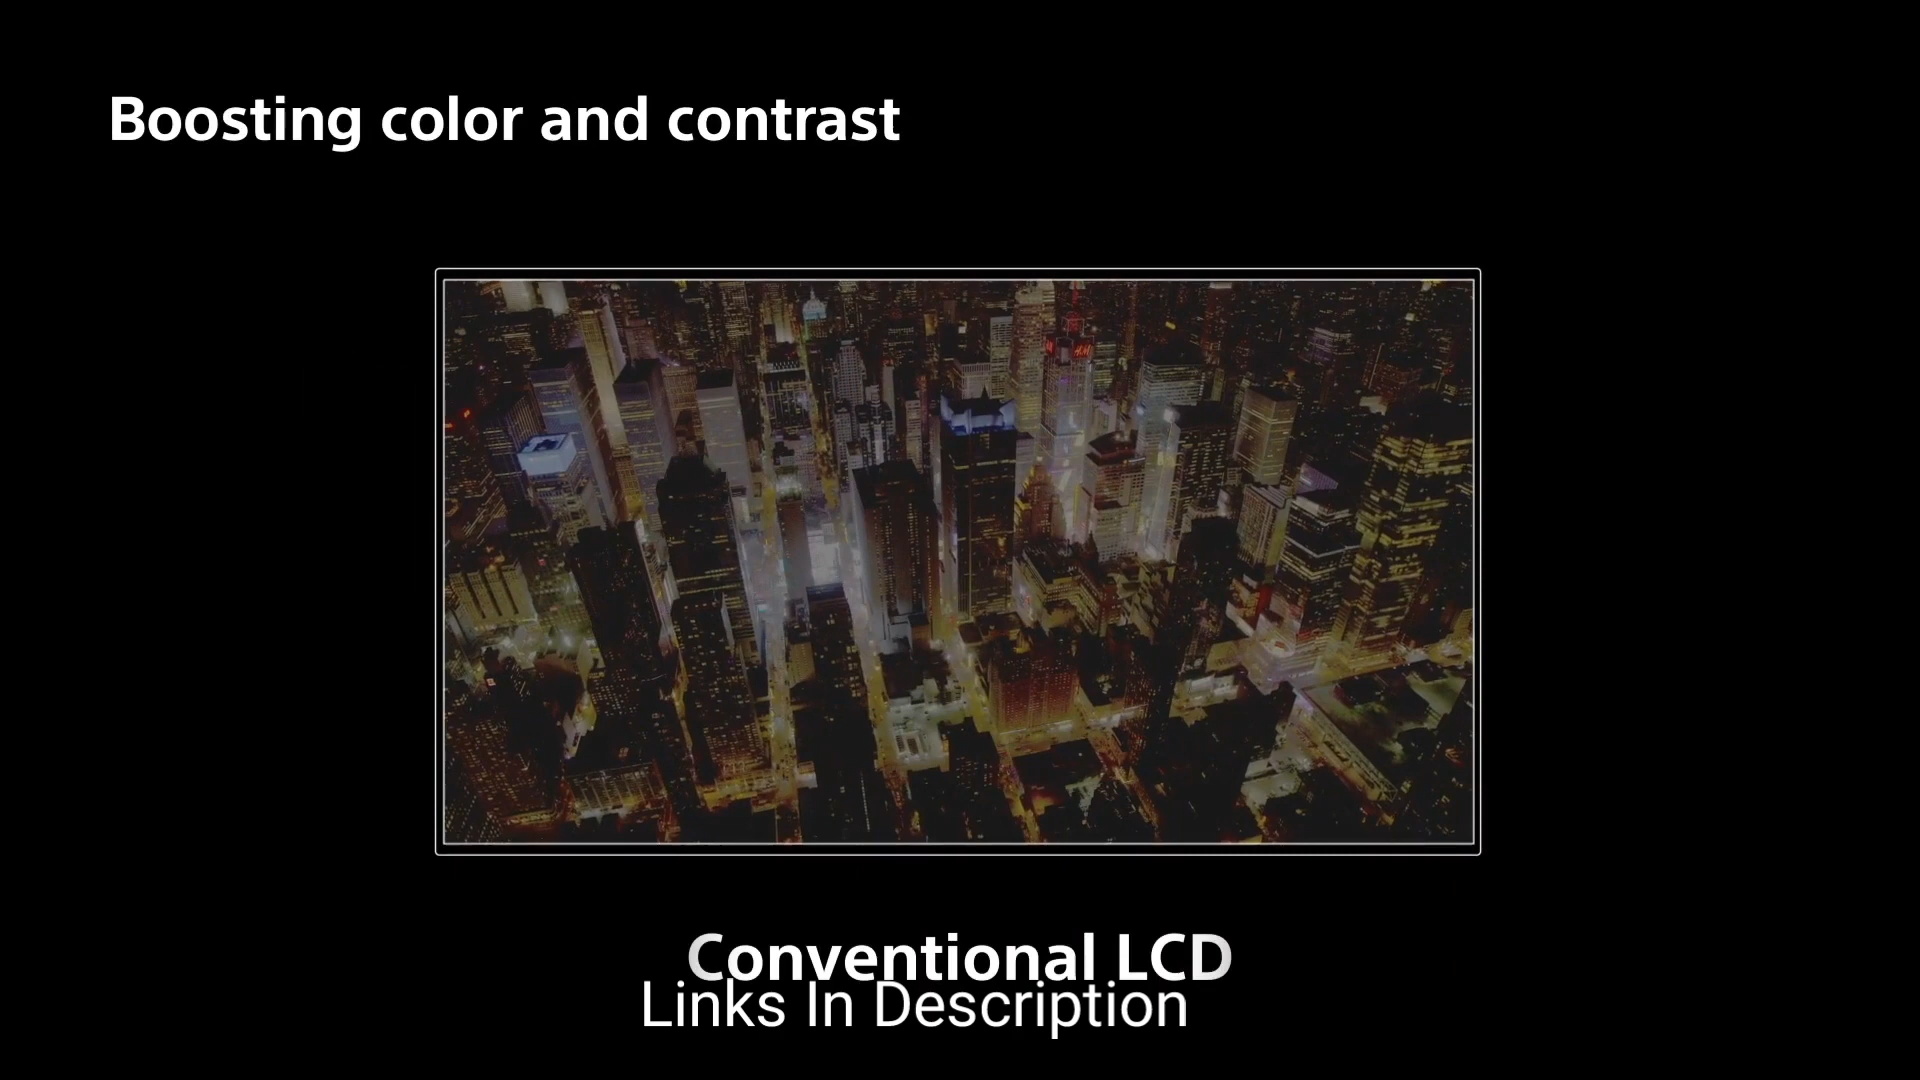 Boosting color and contrast
H&M
Conventional LCD
Links In Description